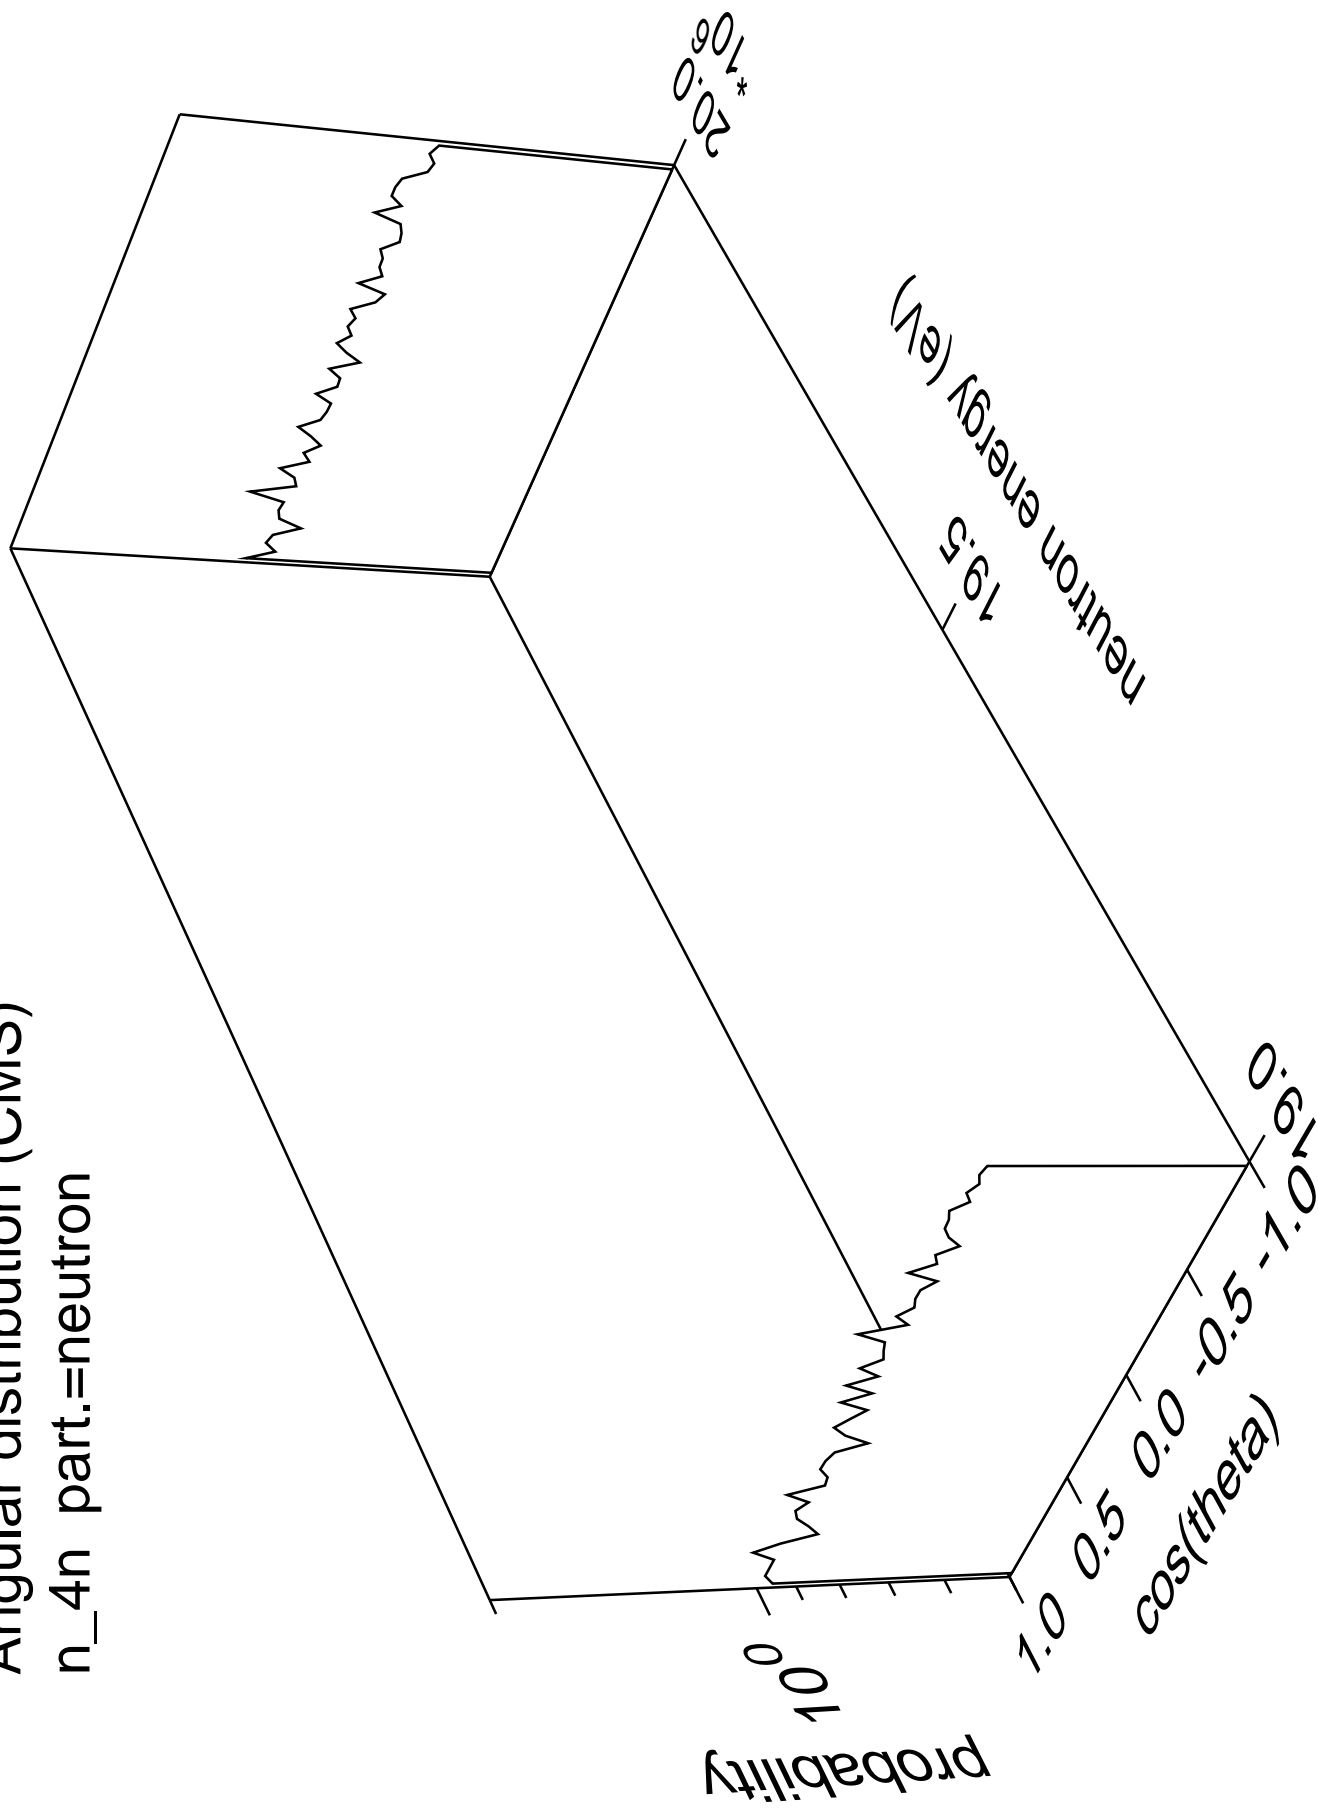 Angular distribution (CMS)
n_4n part.=neutron
probability
10^0
1.0
0.5
0.0
-0.5
-1.0
cos(theta)
19.0
19.5
20.0
* 10^6
neutron energy (eV)